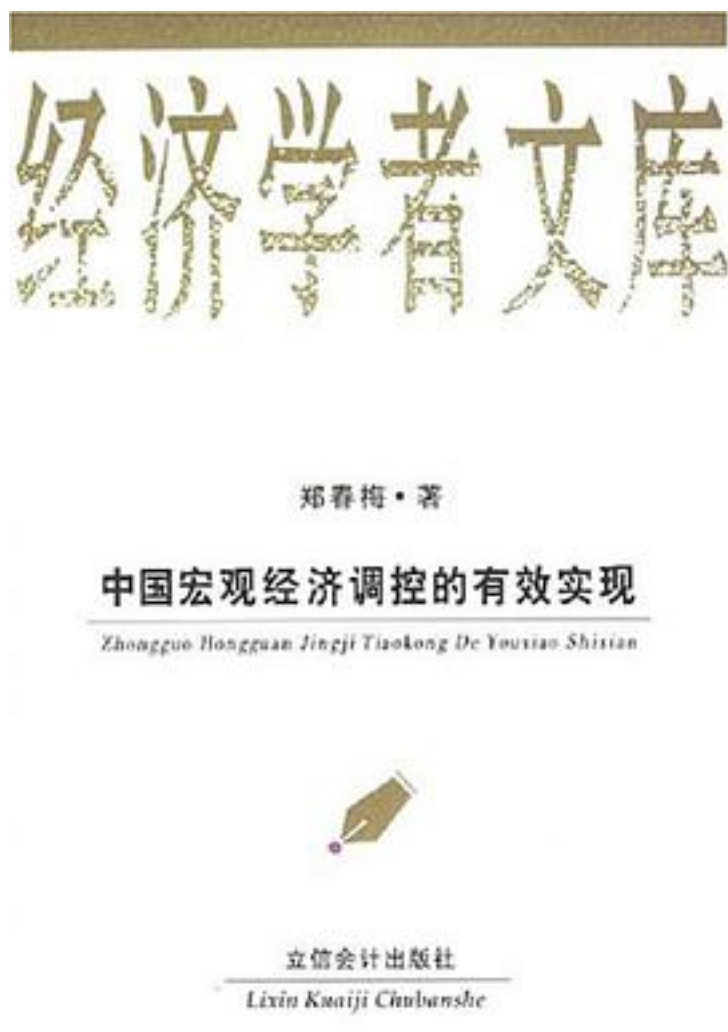 经济学者文库
郑春梅·著
中国宏观经济调控的有效实现
Zhongguo Hongguan Jingji Tiaokong De Youxiao Shixian
立信会计出版社
Lixin Kuaiji Chubanshe